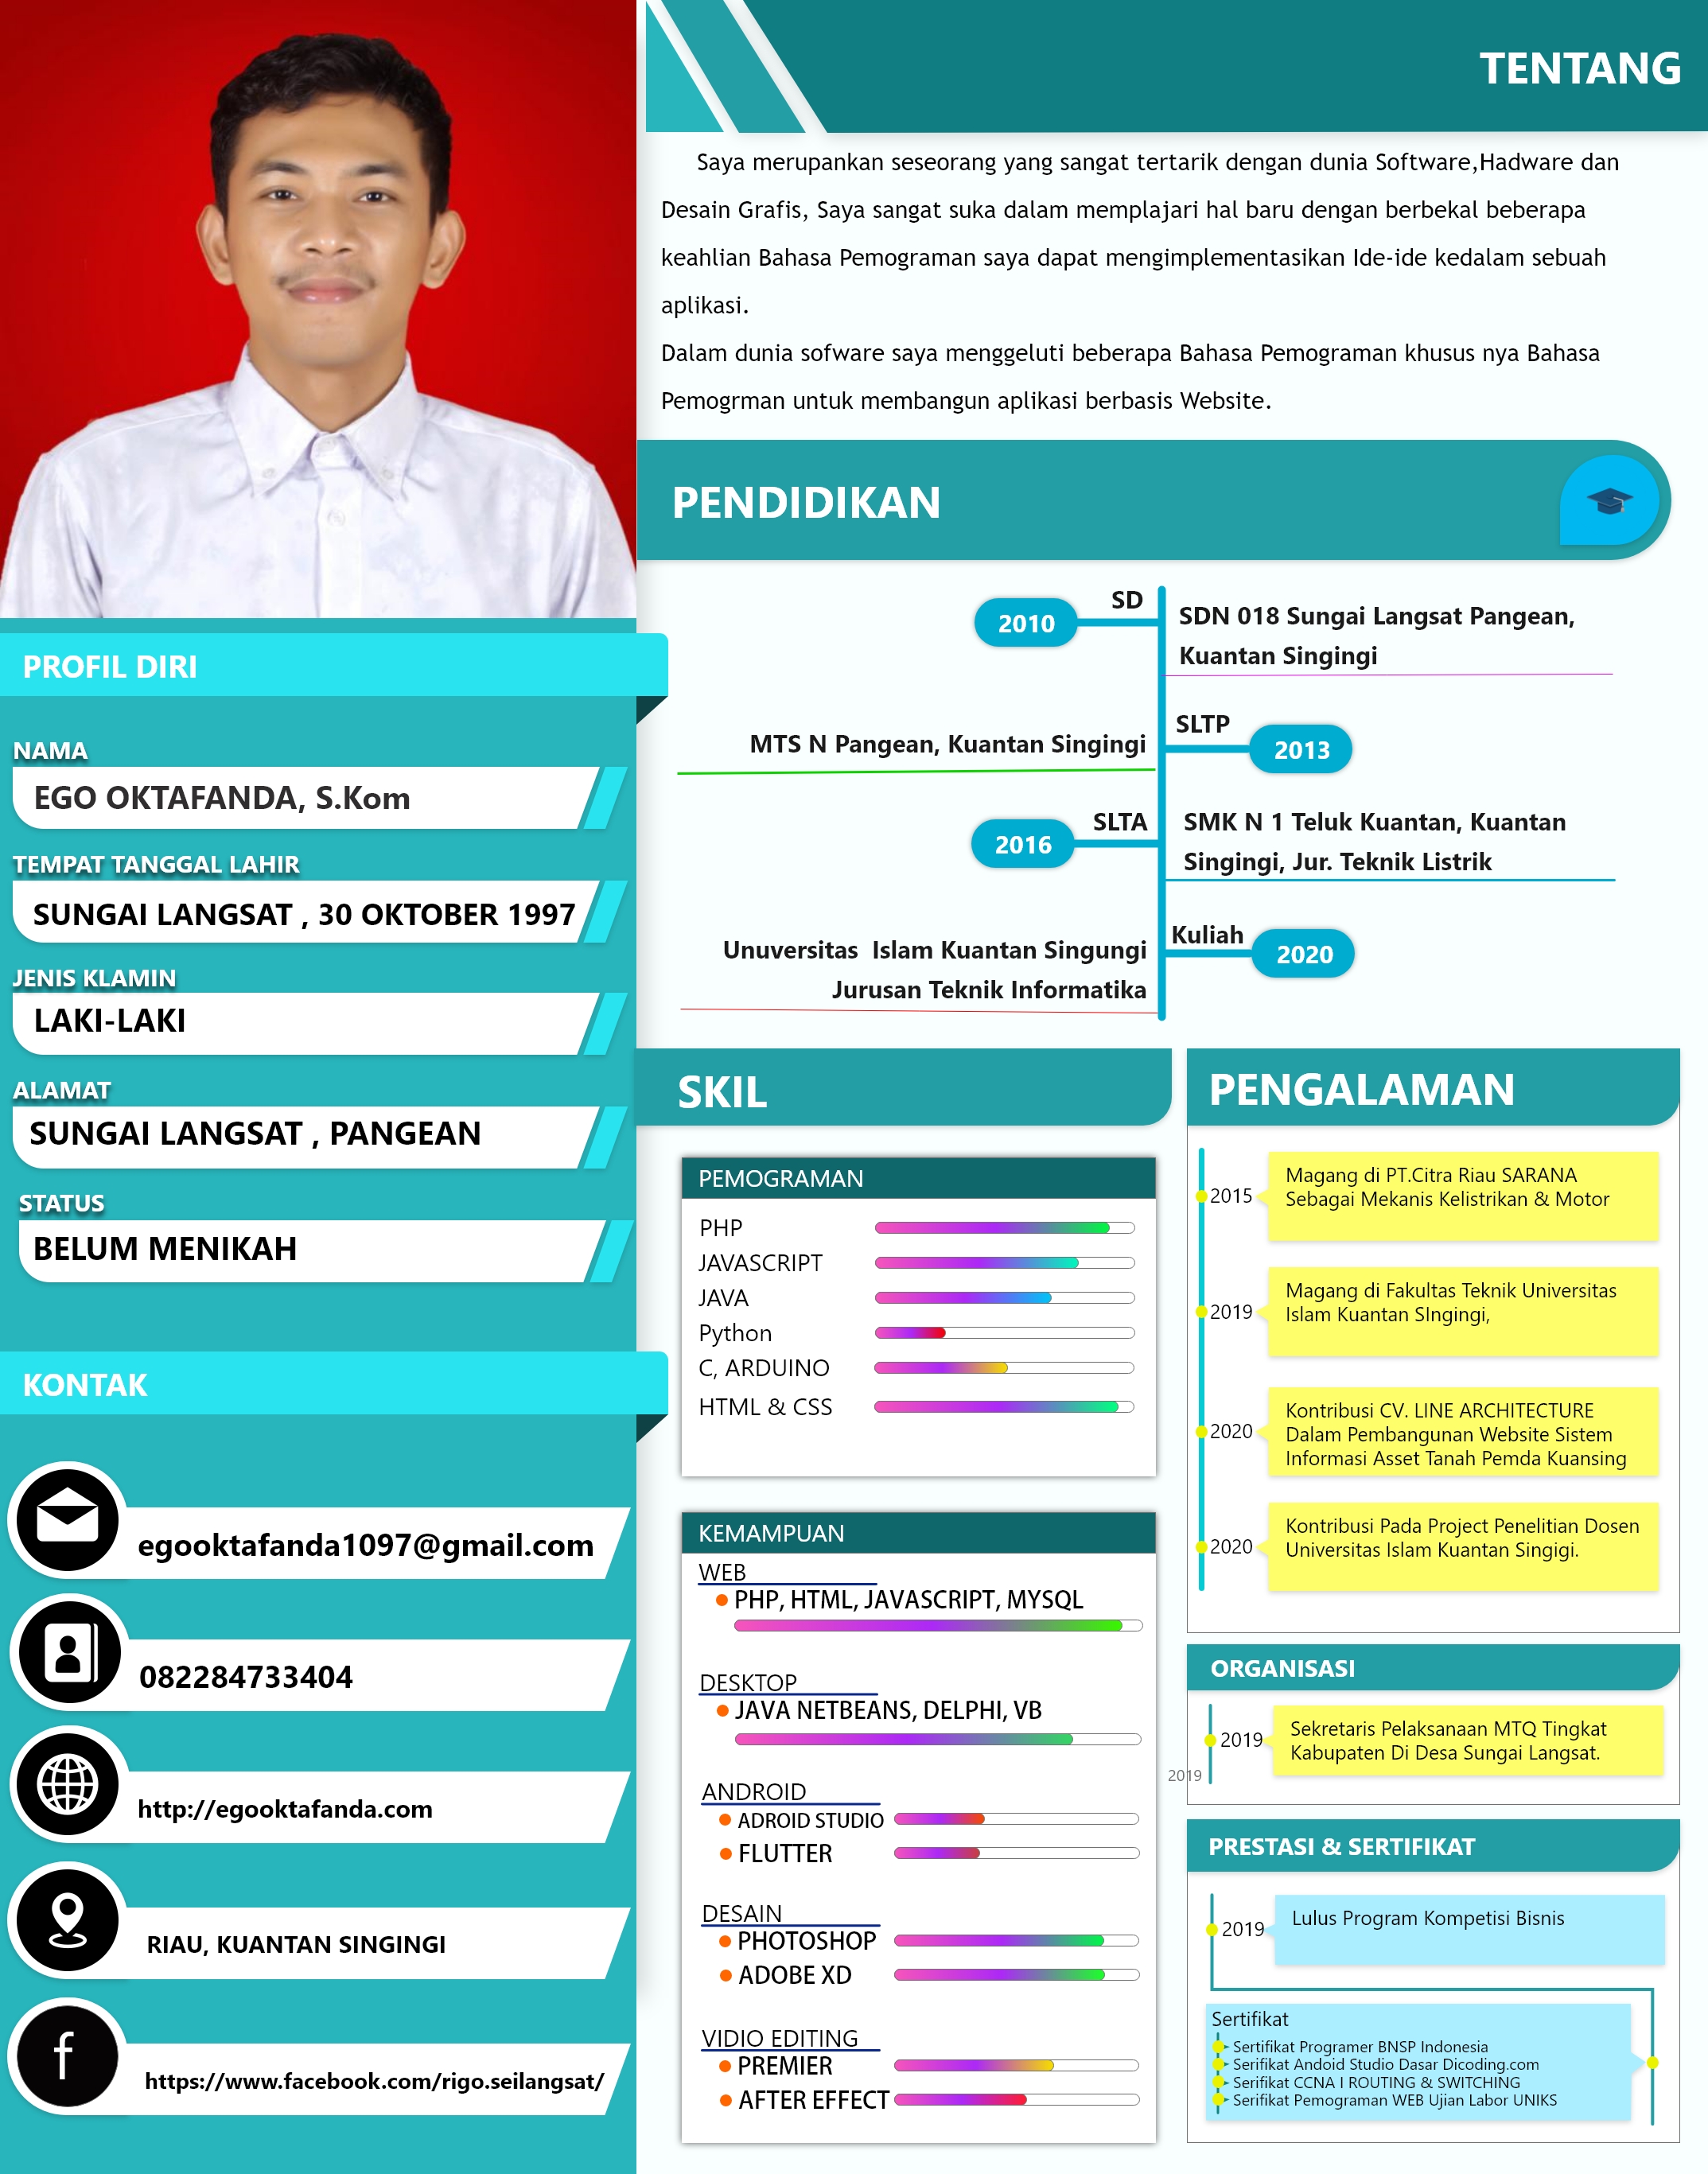 TENTANG
Saya merupankan seseorang yang sangat tertarik dengan dunia Software,Hadware dan
Desain Grafis, Saya sangat suka dalam memplajari hal baru dengan berbekal beberapa
keahlian Bahasa Pemograman saya dapat mengimplementasikan Ide-ide kedalam sebuah
aplikasi.
Dalam dunia sofware saya menggeluti beberapa Bahasa Pemograman khusus nya Bahasa
Pemogrman untuk membangun aplikasi berbasis Website.
PROFIL DIRI
NAMA
EGO OKTAFANDA, S.Kom
TEMPAT TANGGAL LAHIR
SUNGAI LANGSAT , 30 OKTOBER 1997
JENIS KLAMIN
LAKI-LAKI
ALAMAT
SUNGAI LANGSAT , PANGEAN
STATUS
BELUM MENIKAH
KONTAK
egooktafanda1097@gmail.com
082284733404
http://egooktafanda.com
RIAU, KUANTAN SINGINGI
f
https://www.facebook.com/rigo.seilangsat/
PENDIDIKAN
2010
SD
SDN 018 Sungai Langsat Pangean,
Kuantan Singingi
MTS N Pangean, Kuantan Singingi
SLTP
2013
2016
SLTA
SMK N 1 Teluk Kuantan, Kuantan
Singingi, Jur. Teknik Listrik
Unuversitas  Islam Kuantan Singungi
Jurusan Teknik Informatika
Kuliah
2020
SKIL
PEMOGRAMAN
PHP
JAVASCRIPT
JAVA
Python
C, ARDUINO
HTML & CSS
KEMAMPUAN
WEB
PHP, HTML, JAVASCRIPT, MYSQL
DESKTOP
JAVA NETBEANS, DELPHI, VB
ANDROID
ADROID STUDIO
FLUTTER
DESAIN
PHOTOSHOP
ADOBE XD
VIDIO EDITING
PREMIER
AFTER EFFECT
PENGALAMAN
2015
Magang di PT.Citra Riau SARANA
Sebagai Mekanis Kelistrikan & Motor
2019
Magang di Fakultas Teknik Universitas
Islam Kuantan SIngingi,
2020
Kontribusi CV. LINE ARCHITECTURE
Dalam Pembangunan Website Sistem
Informasi Asset Tanah Pemda Kuansing
2020
Kontribusi Pada Project Penelitian Dosen
Universitas Islam Kuantan Singigi.
ORGANISASI
2019
Sekretaris Pelaksanaan MTQ Tingkat
Kabupaten Di Desa Sungai Langsat.
2019
PRESTASI & SERTIFIKAT
2019
Lulus Program Kompetisi Bisnis
Sertifikat
Sertifikat Programer BNSP Indonesia
Serifikat Andoid Studio Dasar Dicoding.com
Serifikat CCNA I ROUTING & SWITCHING
Serifikat Pemograman WEB Ujian Labor UNIKS